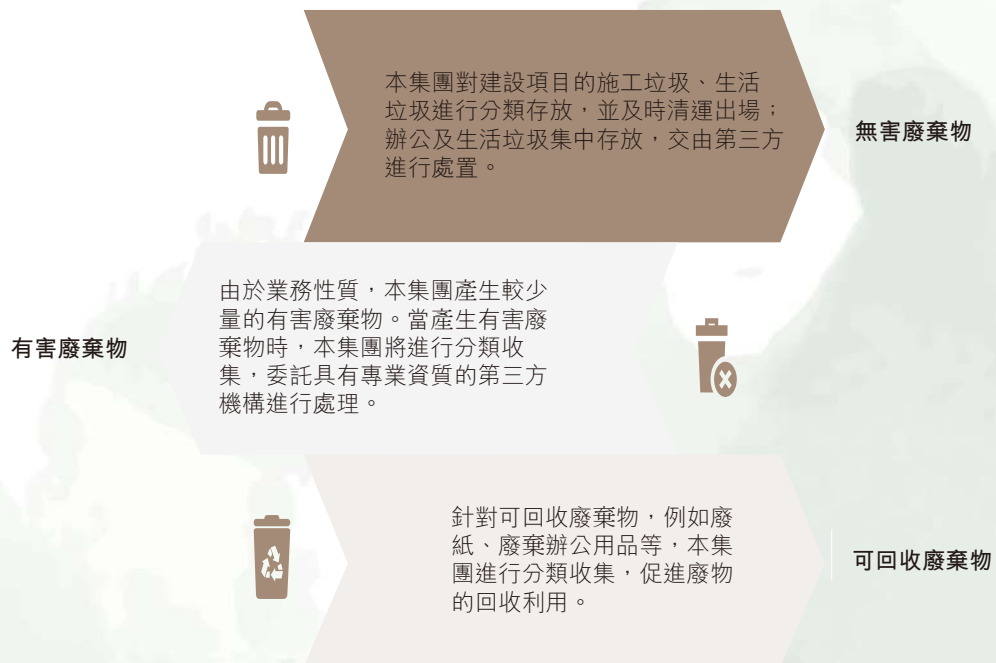 本集團對建設項目的施工垃圾、生活
垃圾進行分類存放，並及時清運出場；
辦公及生活垃圾集中存放，交由第三方
進行處置。
無害廢棄物
有害廢棄物
由於業務性質，本集團產生較少
量的有害廢棄物。當產生有害廢
棄物時，本集團將進行分類收
集，委託具有專業資質的第三方
機構進行處理。
針對可回收廢棄物，例如廢
紙、廢棄辦公用品等，本集
團進行分類收集，促進廢物
的回收利用。
可回收廢棄物